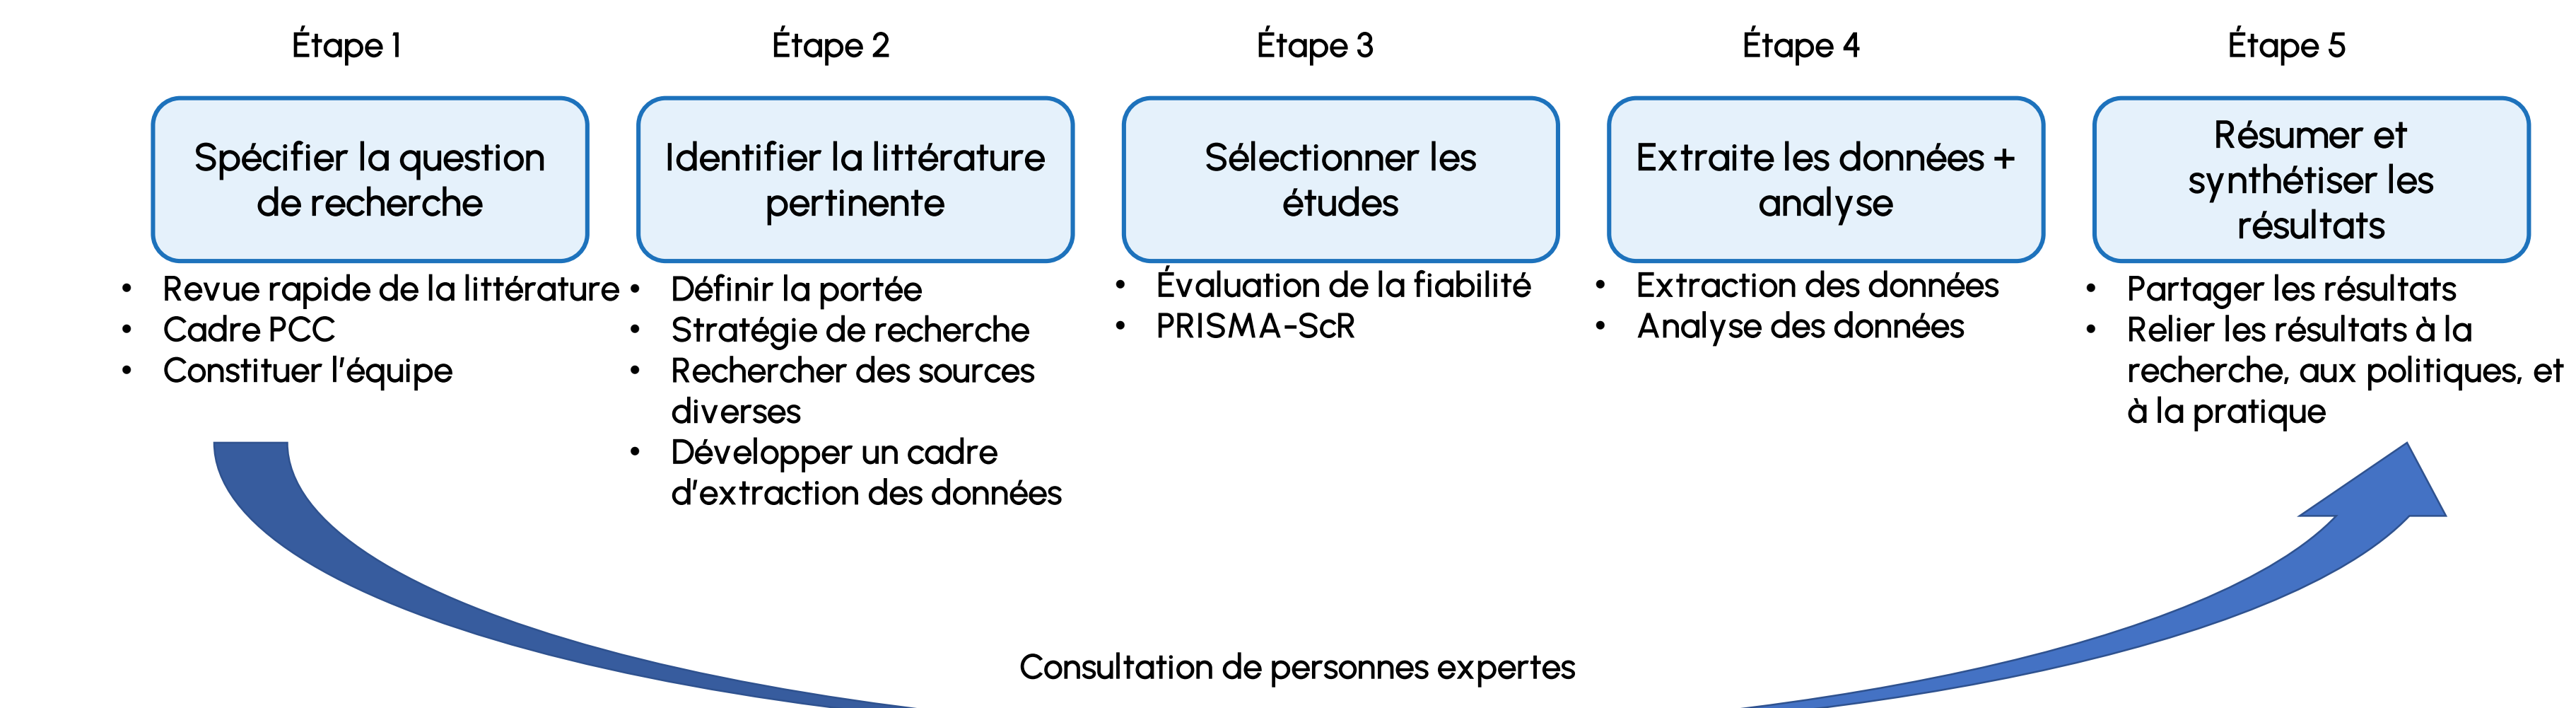 Étape 1
Spécifier la question
de recherche
• Revue rapide de la littérature
• Cadre PCC
• Constituer l'équipe
Étape 2
Identifier la littérature
pertinente
• Définir la portée
• Stratégie de recherche
• Rechercher des sources
diverses
• Développer un cadre
d'extraction des données
Étape 3
Sélectionner les
études
• Évaluation de la fiabilité
• PRISMA-ScR
Étape 4
Extraite les données +
analyse
• Extraction des données
• Analyse des données
Étape 5
Résumer et
synthétiser les
résultats
• Partager les résultats
• Relier les résultats à la
recherche, aux politiques, et
à la pratique
Consultation de personnes expertes